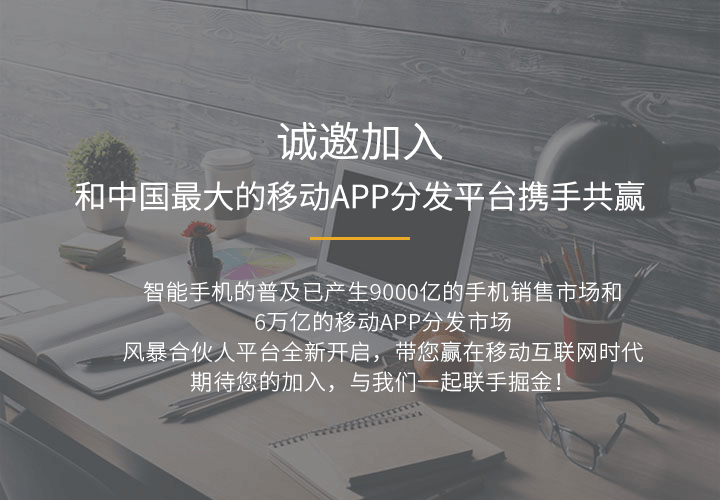 诚邀加入
和中国最大的移动APP分发平台携手共赢
智能手机的普及已产生9000亿的手机销售市场和
6万亿的移动APP分发市场
风暴合伙人平台全新开启，带您赢在移动互联网时代
期待您的加入，与我们一起联手掘金！